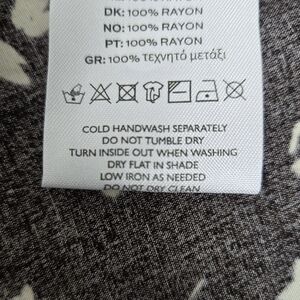 DK: 100% RAYON
NO: 100% RAYON
PT: 100% RAYON
GR: 100% τεχνητό μετάξι
COLD HANDWASH SEPARATELY
DO NOT TUMBLE DRY
TURN INSIDE OUT WHEN WASHING
DRY FLAT IN SHADE
LOW IRON AS NEEDED
DO NOT DRY CLEAN